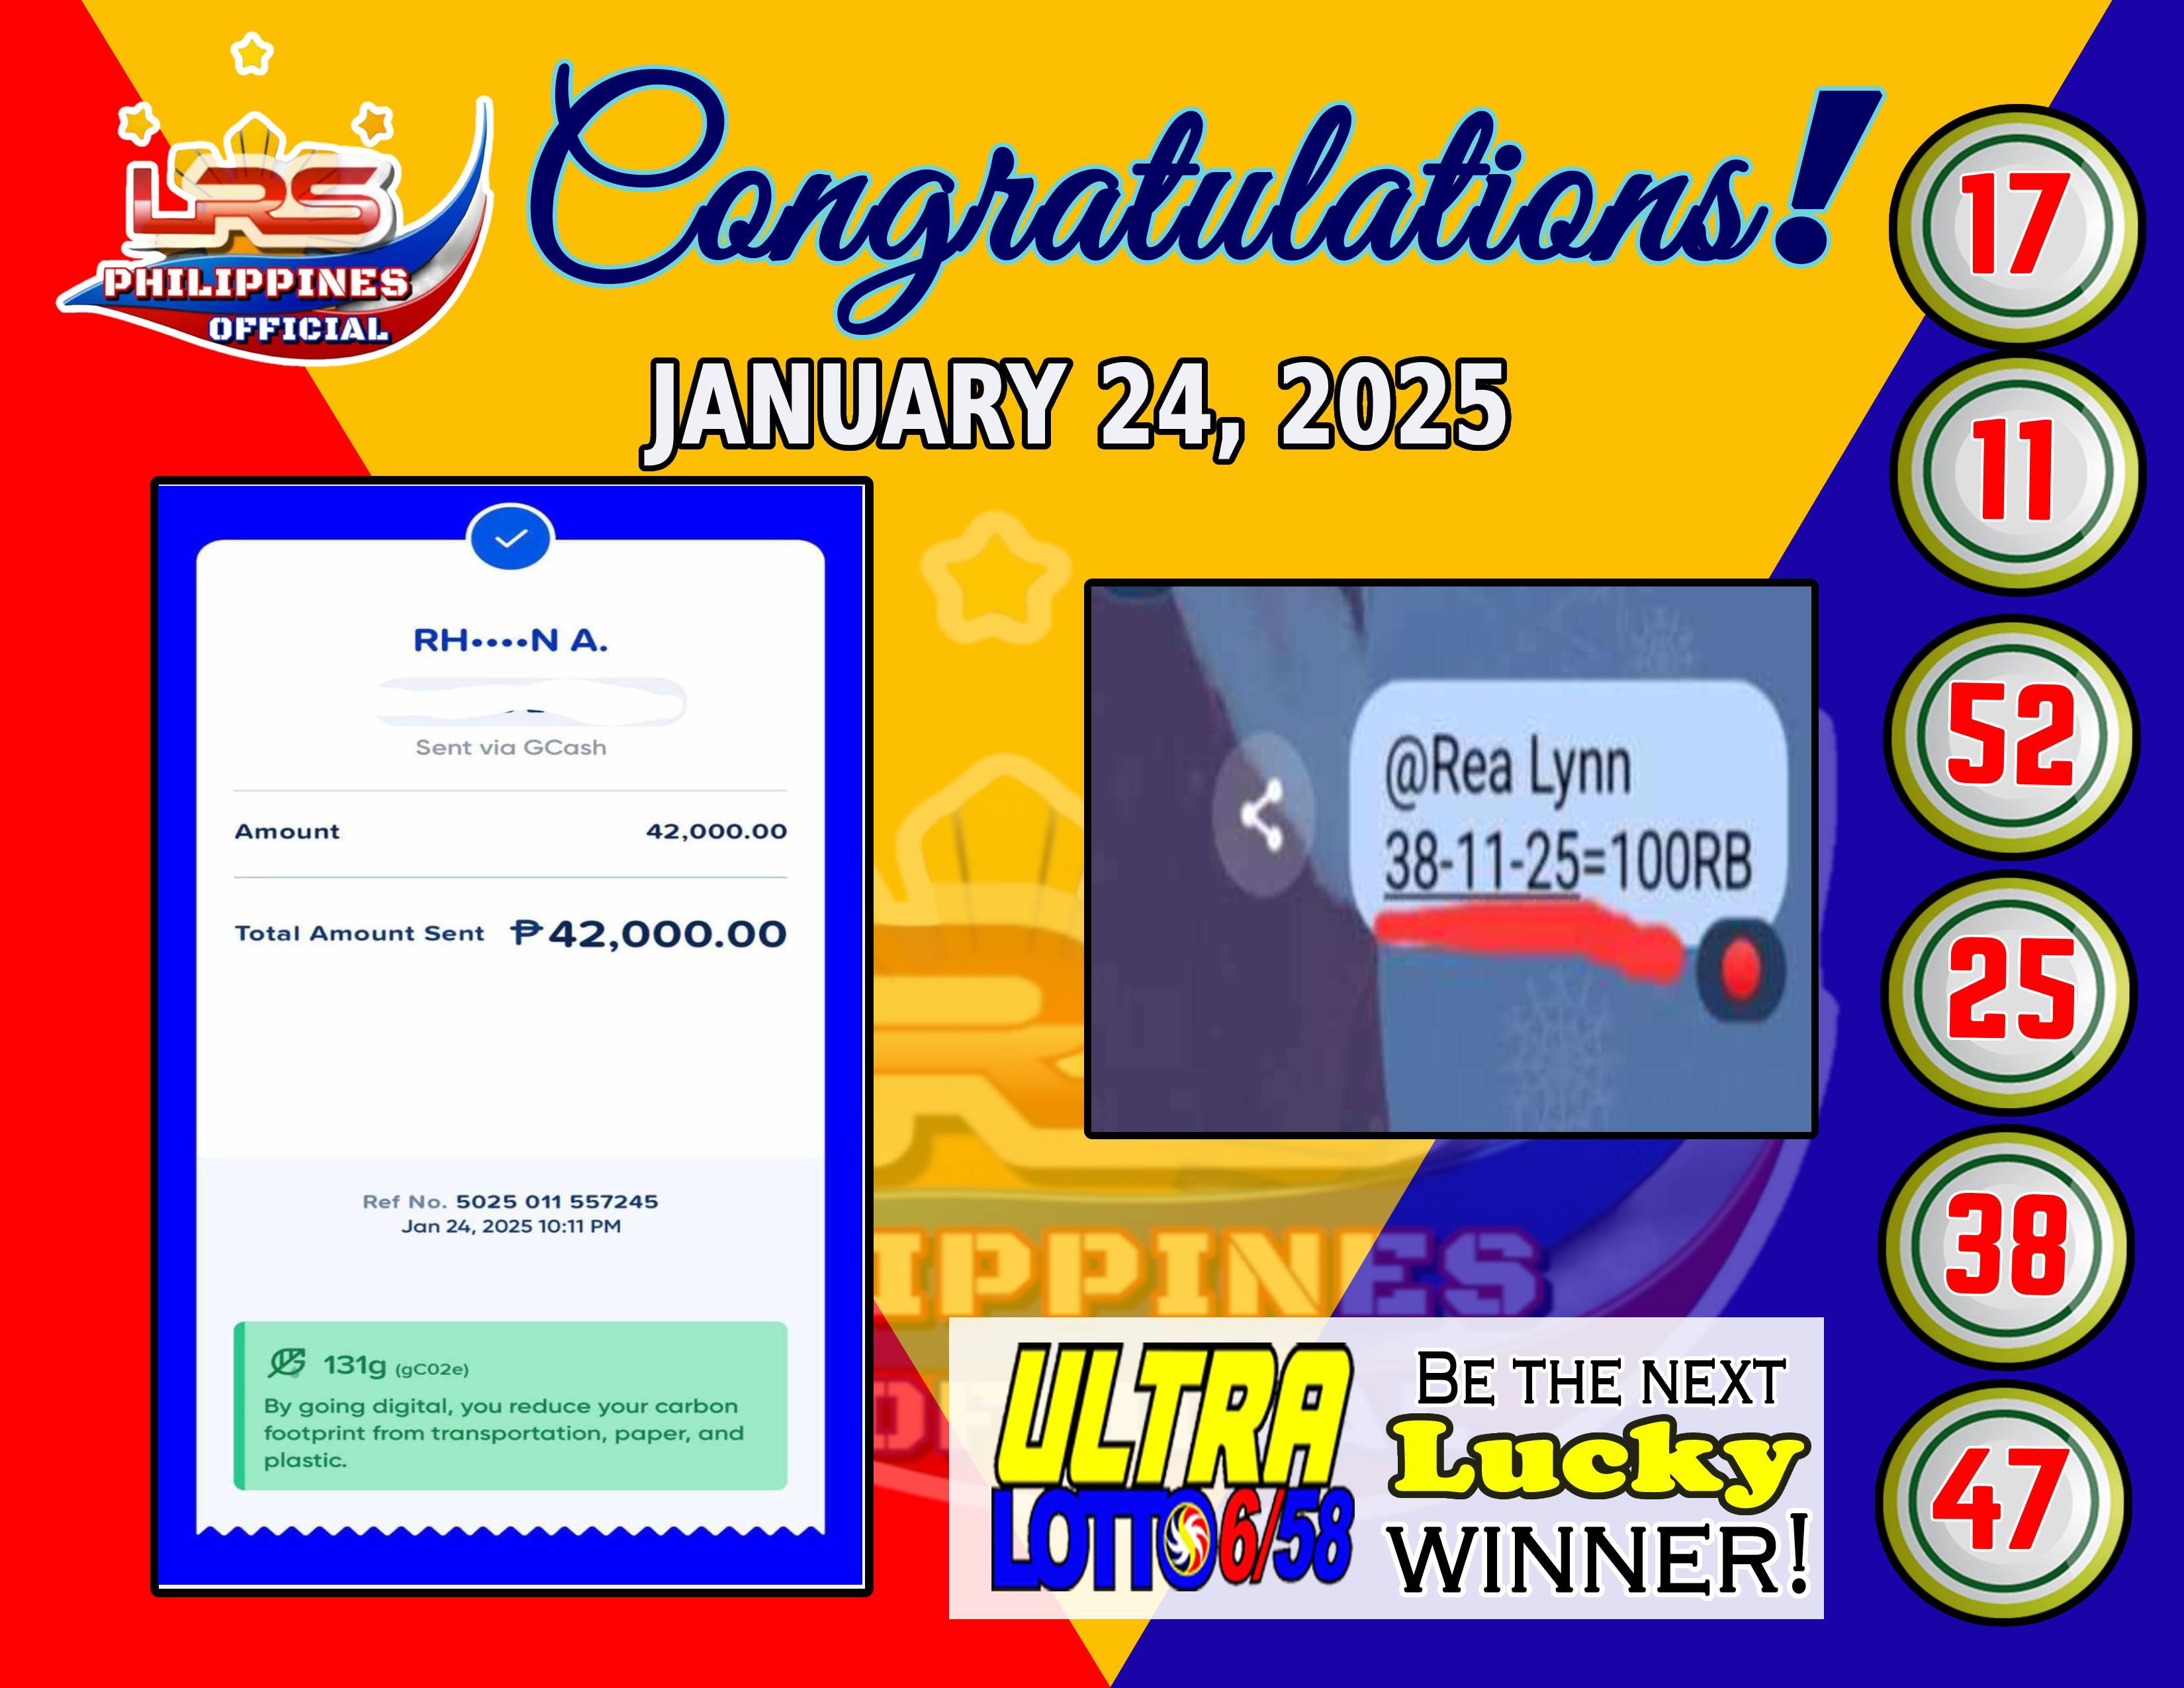 LRS
PHILIPPINES
OFFICIAL
Congratulations!
JANUARY 24, 2025
RH••••N A.
Sent via GCash
Amount 42,000.00
Total Amount Sent ₱42,000.00
Ref No. 5025 011 557245
Jan 24, 2025 10:11 PM
131g (gCO2e)
By going digital, you reduce your carbon
footprint from transportation, paper, and
plastic.
@Rea Lynn
38-11-25=100RB
ULTRA
LOTTO 6/58
BE THE NEXT
Lucky
WINNER!
17
11
52
25
38
47